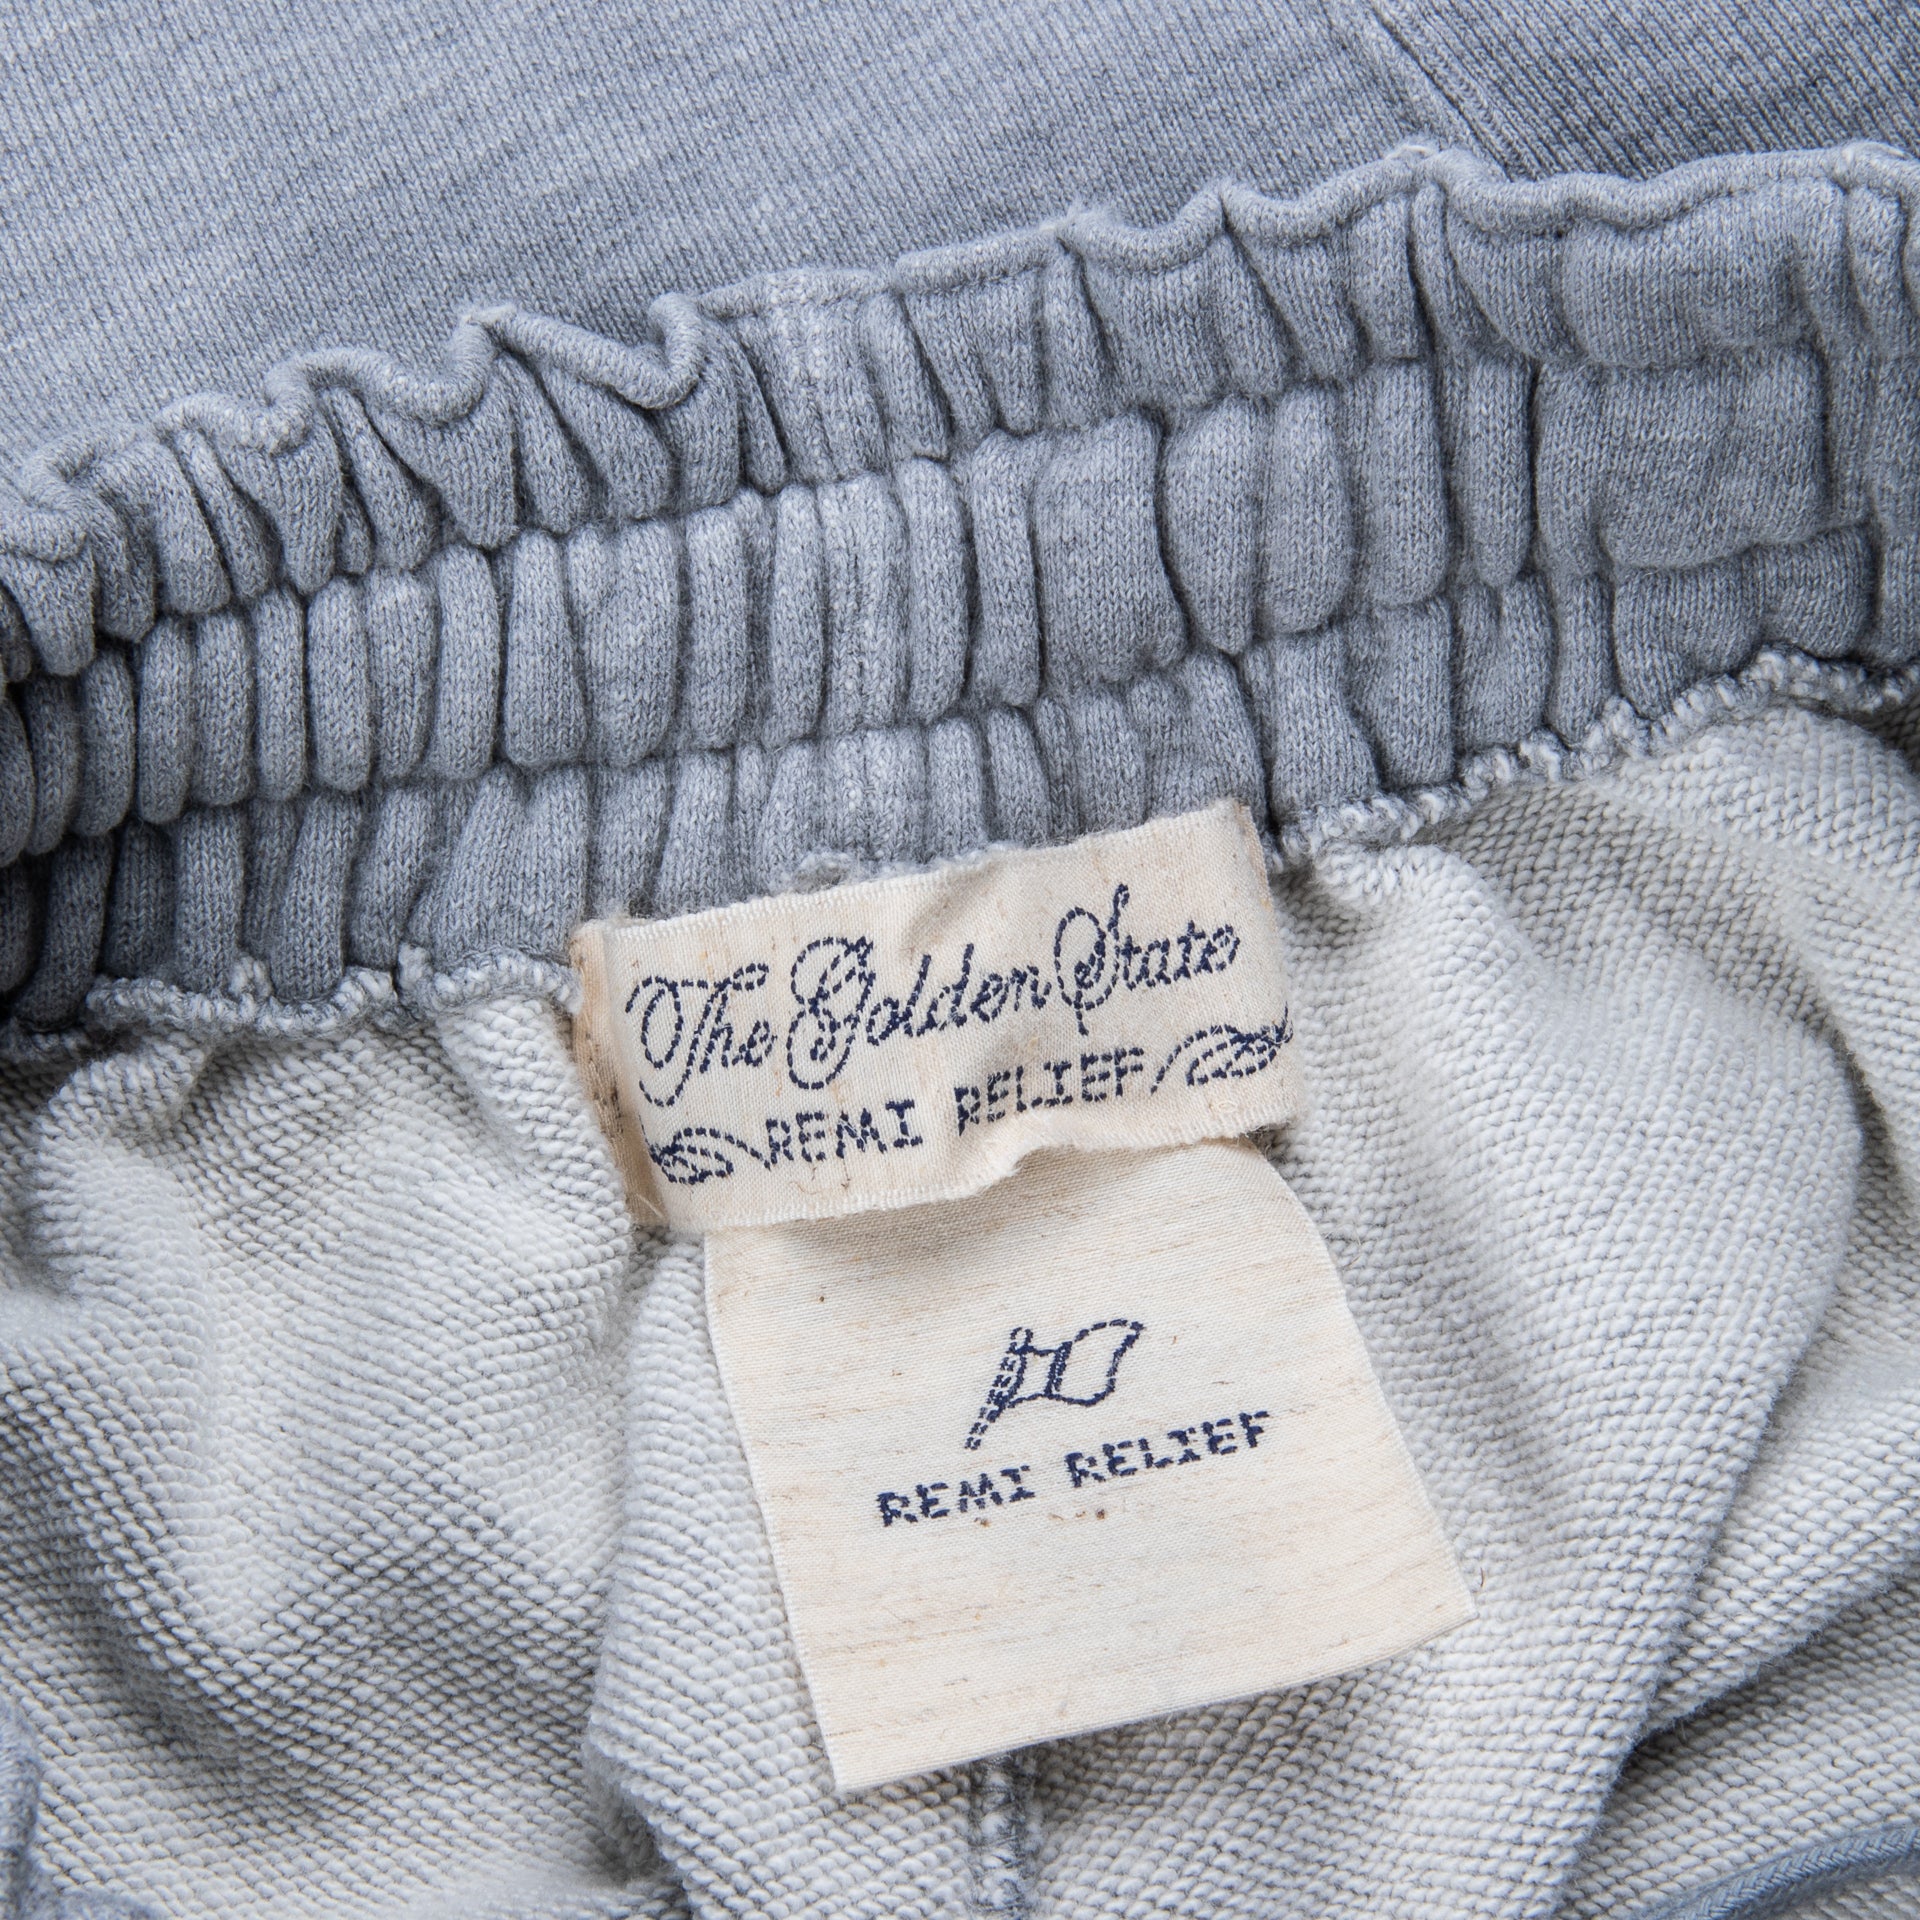 The Golden State
REMI RELIEF
REMI RELIEF